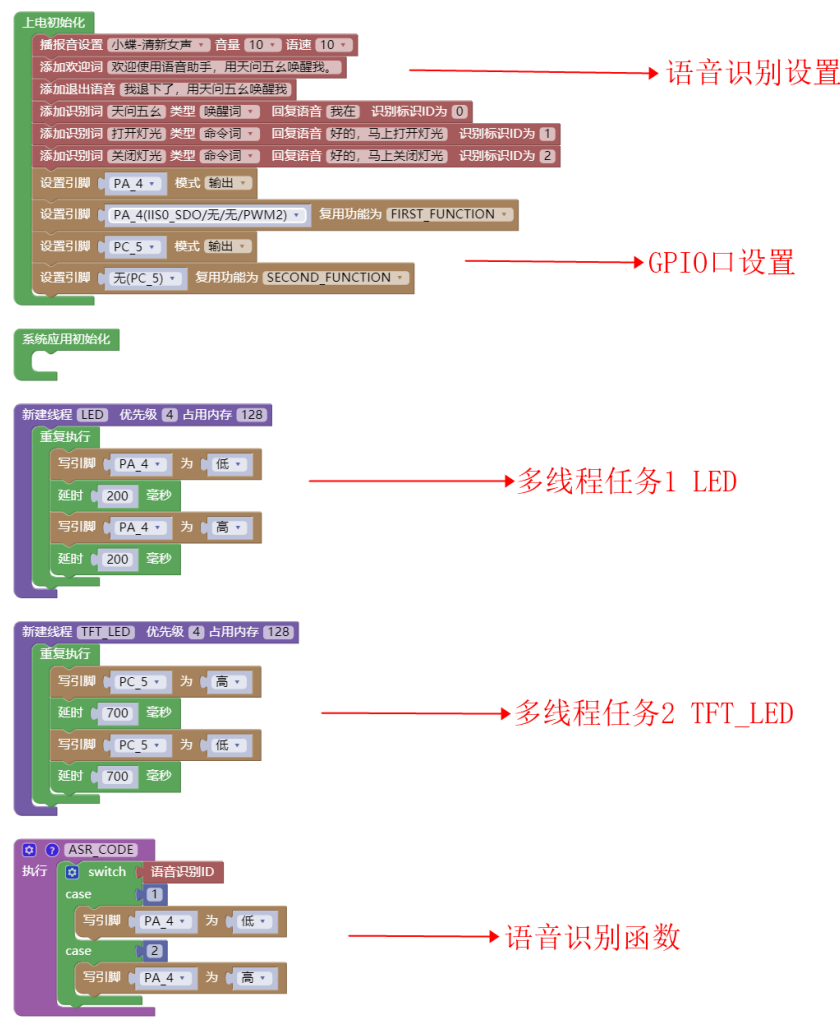 上电初始化
播报音设置 小蝶-清新女声 音量 10 语速 10
添加欢迎词 欢迎使用语音助手，用天问五幺唤醒我。
语音识别设置
添加退出语音 我退下了，用天问五幺唤醒我
添加识别词 天问五幺 类型 唤醒词 回复语音 我在 识别标识ID为 0
添加识别词 打开灯光 类型 命令词 回复语音 好的，马上打开灯光 识别标识ID为 1
添加识别词 关闭灯光 类型 命令词 回复语音 好的，马上关闭灯光 识别标识ID为 2
设置引脚 PA_4 模式 输出
设置引脚 PA_4(IIS0_SDO/无/无/PWM2) 复用功能为 FIRST_FUNCTION
设置引脚 PC_5 模式 输出
GPIO口设置
设置引脚 无(PC_5) 复用功能为 SECOND_FUNCTION
系统应用初始化
新建线程 LED 优先级 4 占用内存 128
重复执行
写引脚 PA_4 为 低
多线程任务1 LED
延时 200 毫秒
写引脚 PA_4 为 高
延时 200 毫秒
新建线程 TFT_LED 优先级 4 占用内存 128
重复执行
写引脚 PC_5 为 高
延时 700 毫秒
多线程任务2 TFT_LED
写引脚 PC_5 为 低
延时 700 毫秒
? ASR_CODE
执行 switch 语音识别ID
case 1
写引脚 PA_4 为 低
语音识别函数
case 2
写引脚 PA_4 为 高